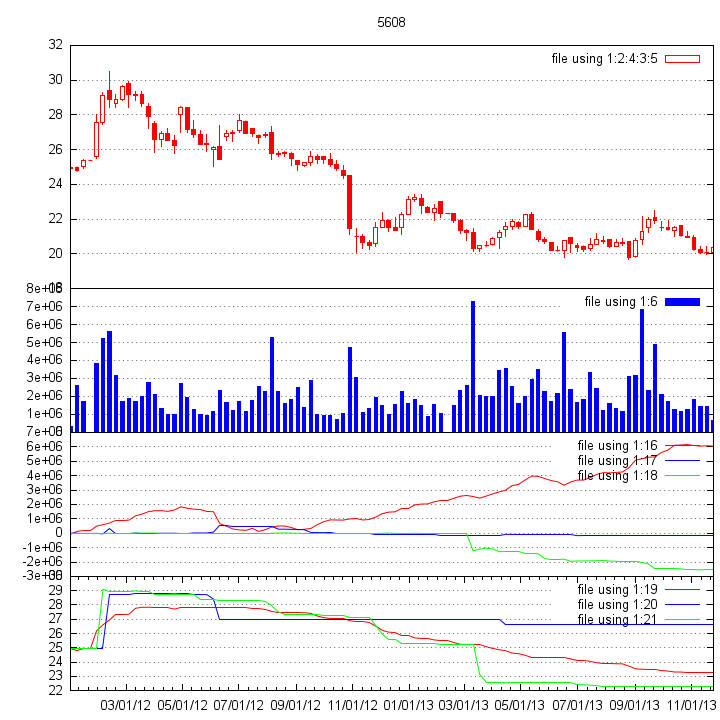 5608
32
file using 1:2:4:3:5
30
28
26
24
22
20
8e+06
file using 1:6
7e+06
6e+06
5e+06
4e+06
3e+06
2e+06
1e+06
file using 1:16
6e+06
file using 1:17
5e+06
file using 1:18
4e+06
3e+06
2e+06
1e+06
0
-1e+06
-2e+06
-3e+06
file using 1:19
29
file using 1:20
28
file using 1:21
27
26
25
24
23
22
03/01/12 05/01/12 07/01/12 09/01/12 11/01/12 01/01/13 03/01/13 05/01/13 07/01/13 09/01/13 11/01/13